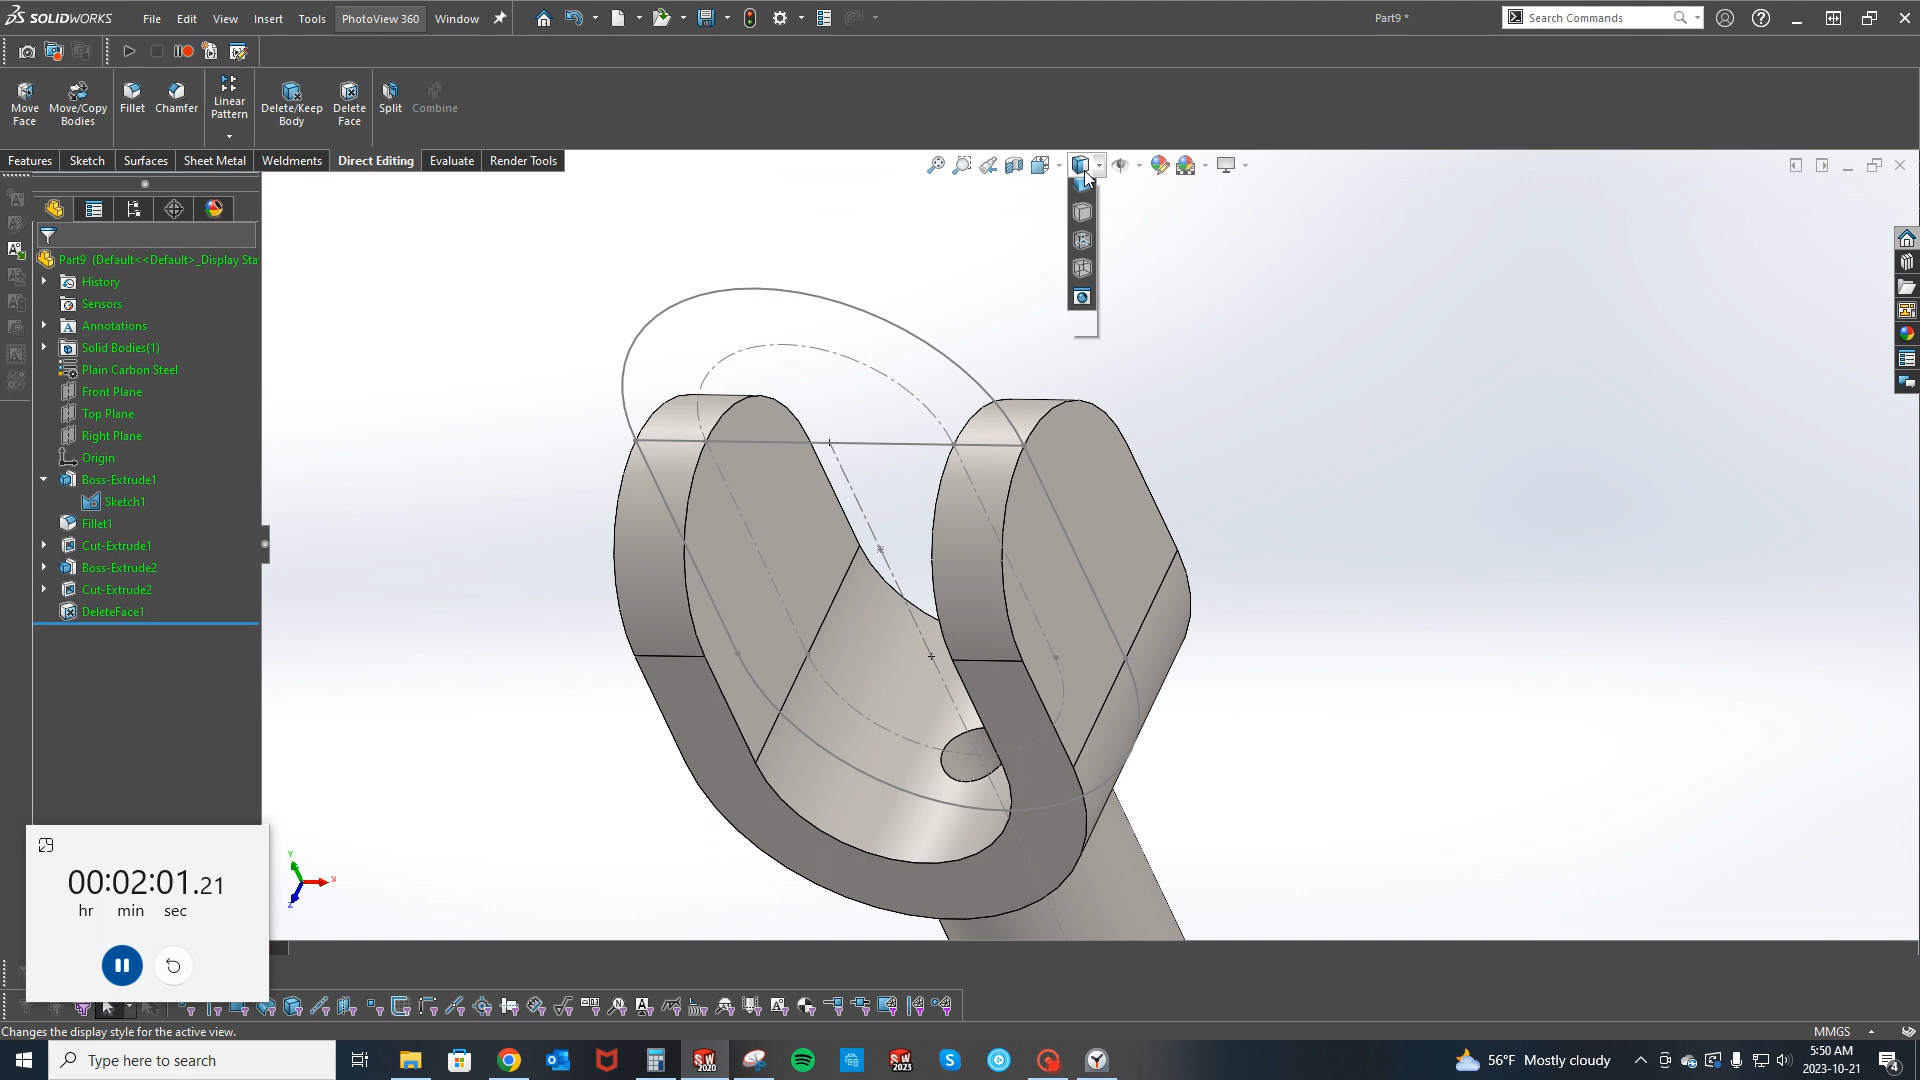 SOLIDWORKS
File Edit View Insert Tools PhotoView 360 Window
Part9 *
Search Commands
Move Face
Move/Copy Bodies
Fillet
Chamfer
Linear Pattern
Delete/Keep Body
Delete Face
Split
Combine
Features Sketch Surfaces Sheet Metal Weldments Direct Editing Evaluate Render Tools
Part9 (Default<<Default>_Display Sta
History
Sensors
Annotations
Solid Bodies(1)
Plain Carbon Steel
Front Plane
Top Plane
Right Plane
Origin
Boss-Extrude1
Sketch1
Fillet1
Cut-Extrude1
Boss-Extrude2
Cut-Extrude2
DeleteFace1
00:02:01.21
hr min sec
Y
X
Z
Changes the display style for the active view.
MMGS
Type here to search
SW 2020
SW 2023
56°F Mostly cloudy
5:50 AM
2023-10-21
4